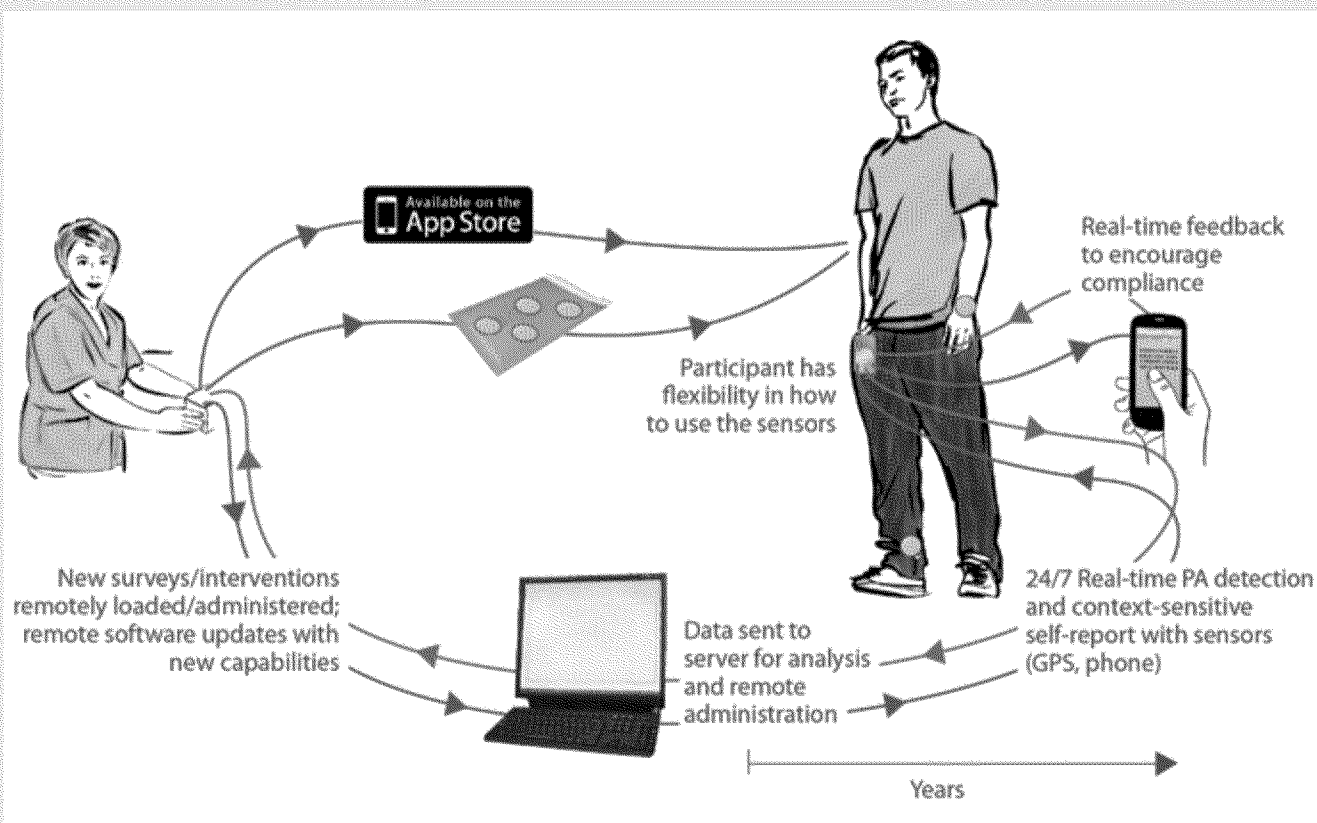 Available on the
App Store
Real-time feedback
to encourage
compliance
Participant has
flexibility in how
to use the sensors
New surveys/interventions
remotely loaded/administered;
remote software updates with
new capabilities
Data sent to
server for analysis
and remote
administration
24/7 Real-time PA detection
and context-sensitive
self-report with sensors
(GPS, phone)
Years